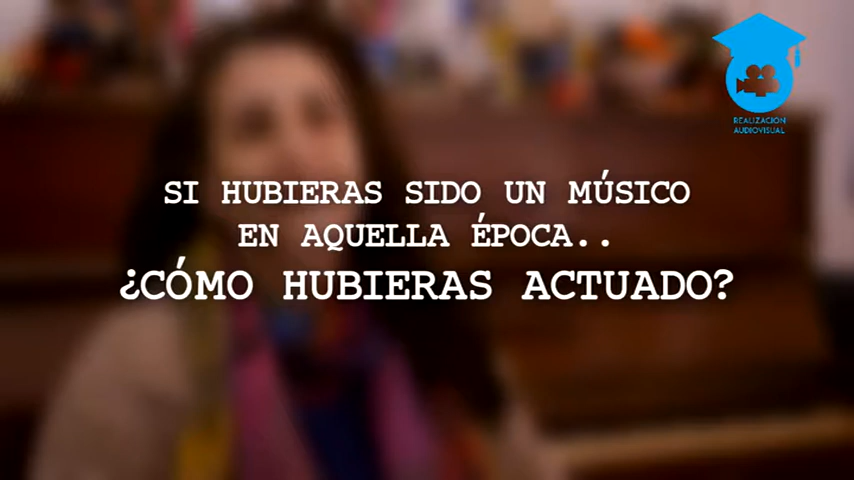 REALIZACIÓN
AUDIOVISUAL
SI HUBIERAS SIDO UN MÚSICO
EN AQUELLA ÉPOCA..
¿CÓMO HUBIERAS ACTUADO?